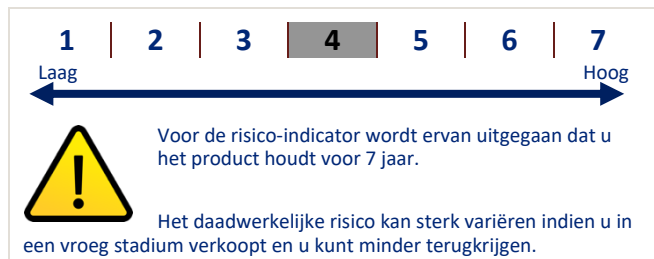 1 2 3 4 5 6 7
Laag Hoog
Voor de risico-indicator wordt ervan uitgegaan dat u
het product houdt voor 7 jaar.
Het daadwerkelijke risico kan sterk variëren indien u in
een vroeg stadium verkoopt en u kunt minder terugkrijgen.